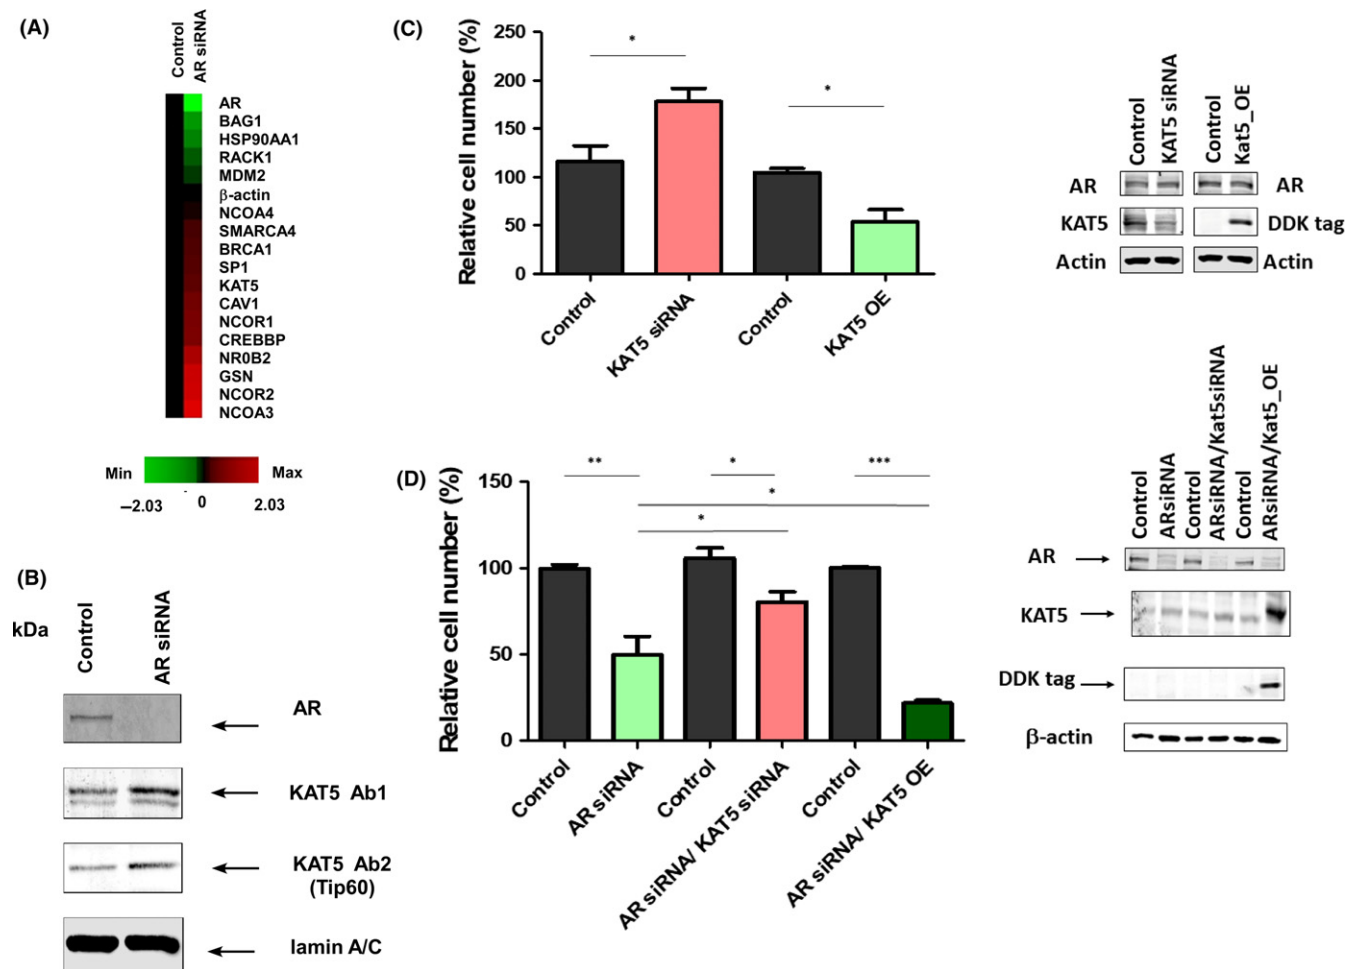 (A)
Control
AR siRNA
AR
BAG1
HSP90AA1
RACK1
MDM2
β-actin
NCOA4
SMARCA4
BRCA1
SP1
KAT5
CAV1
NCOR1
CREBBP
NR0B2
GSN
NCOR2
NCOA3
Min
Max
–2.03
0
2.03
(B)
kDa
Control
AR siRNA
AR
KAT5 Ab1
KAT5 Ab2
(Tip60)
lamin A/C
(C)
Relative cell number (%)
250
200
150
100
50
0
*
*
Control
KAT5 siRNA
Control
KAT5 OE
Control
KAT5 siRNA
Control
Kat5_OE
AR
AR
KAT5
DDK tag
Actin
Actin
(D)
Relative cell number (%)
150
100
50
0
**
*
***
*
*
Control
AR siRNA
Control
AR siRNA/ KAT5 siRNA
Control
AR siRNA/ KAT5 OE
Control
ARsiRNA
Control
ARsiRNA/Kat5siRNA
Control
ARsiRNA/Kat5_OE
AR
KAT5
DDK tag
β-actin